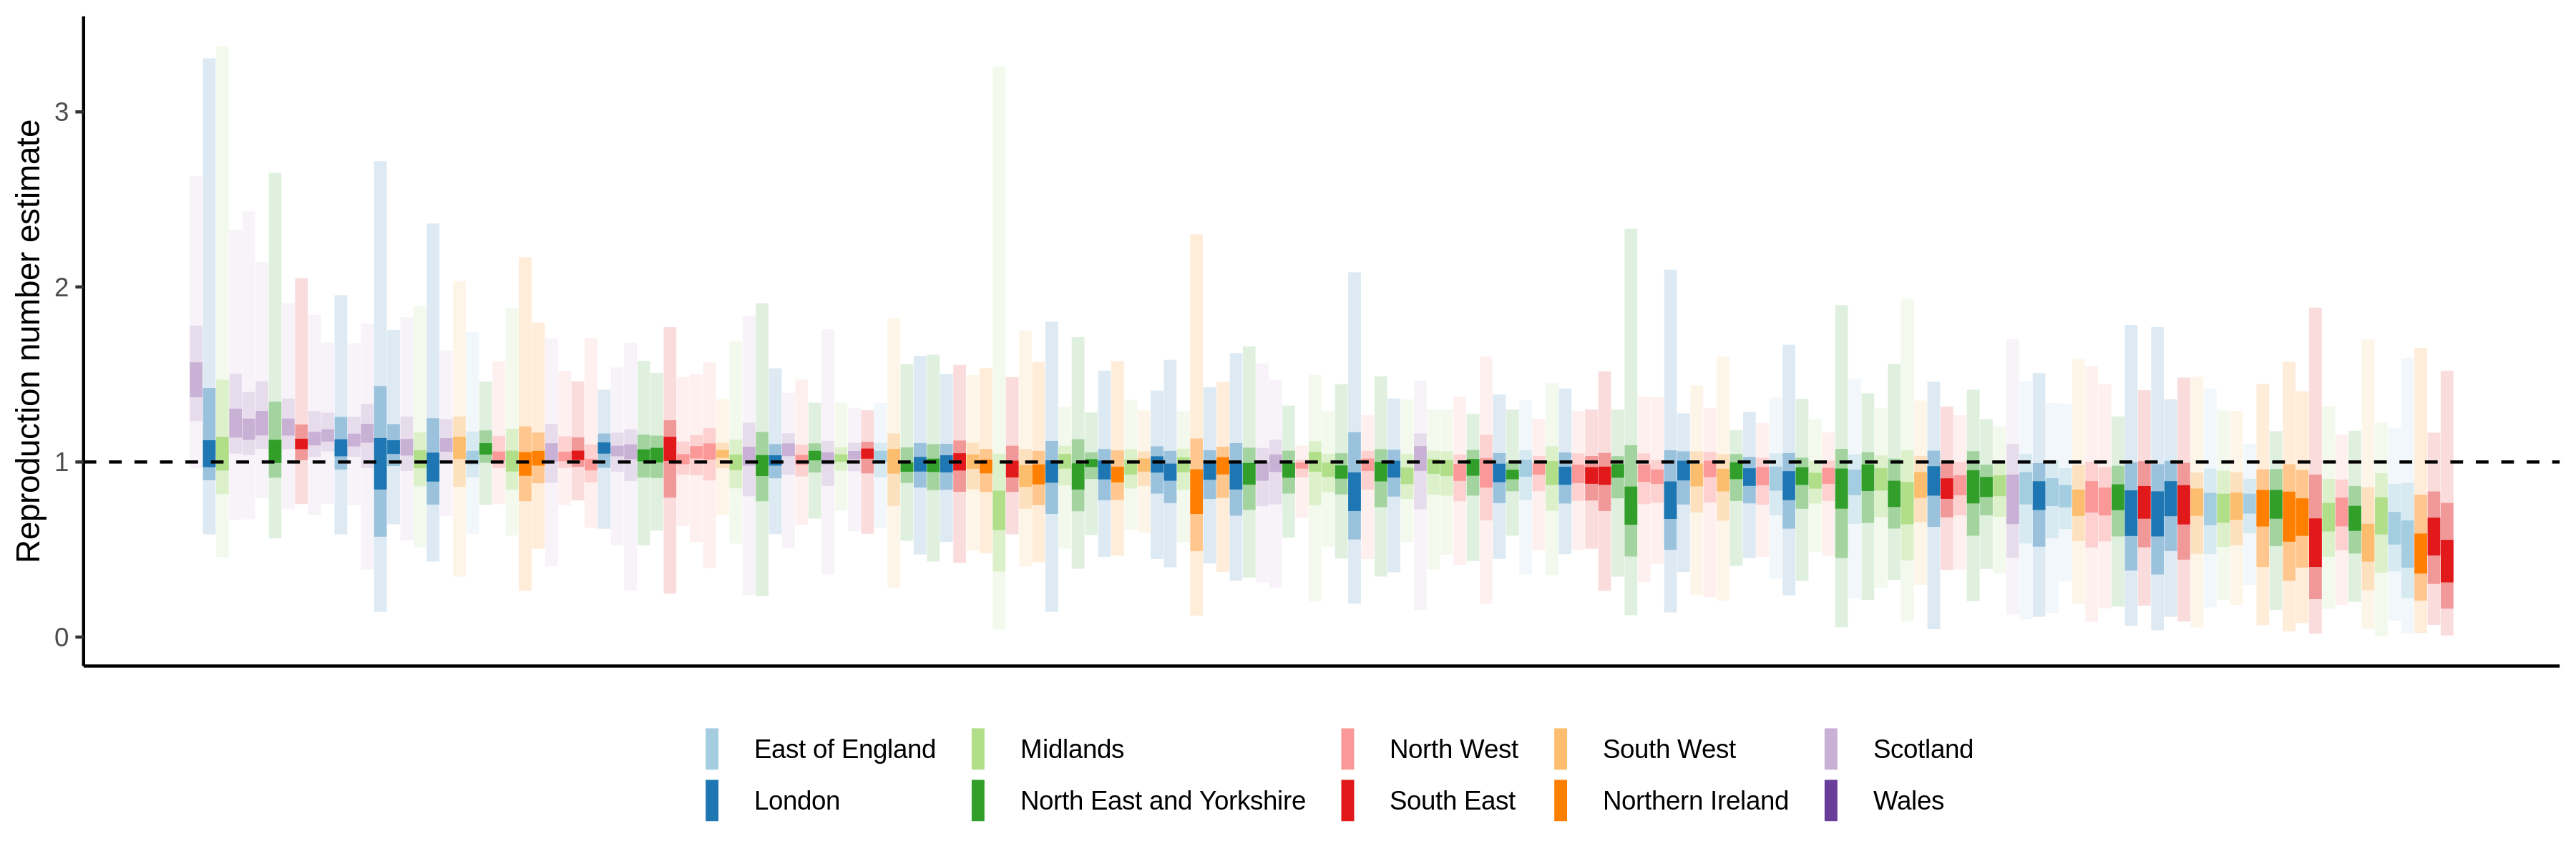 Reproduction number estimate
3
2
1
0
East of England Midlands North West South West Scotland
London North East and Yorkshire South East Northern Ireland Wales